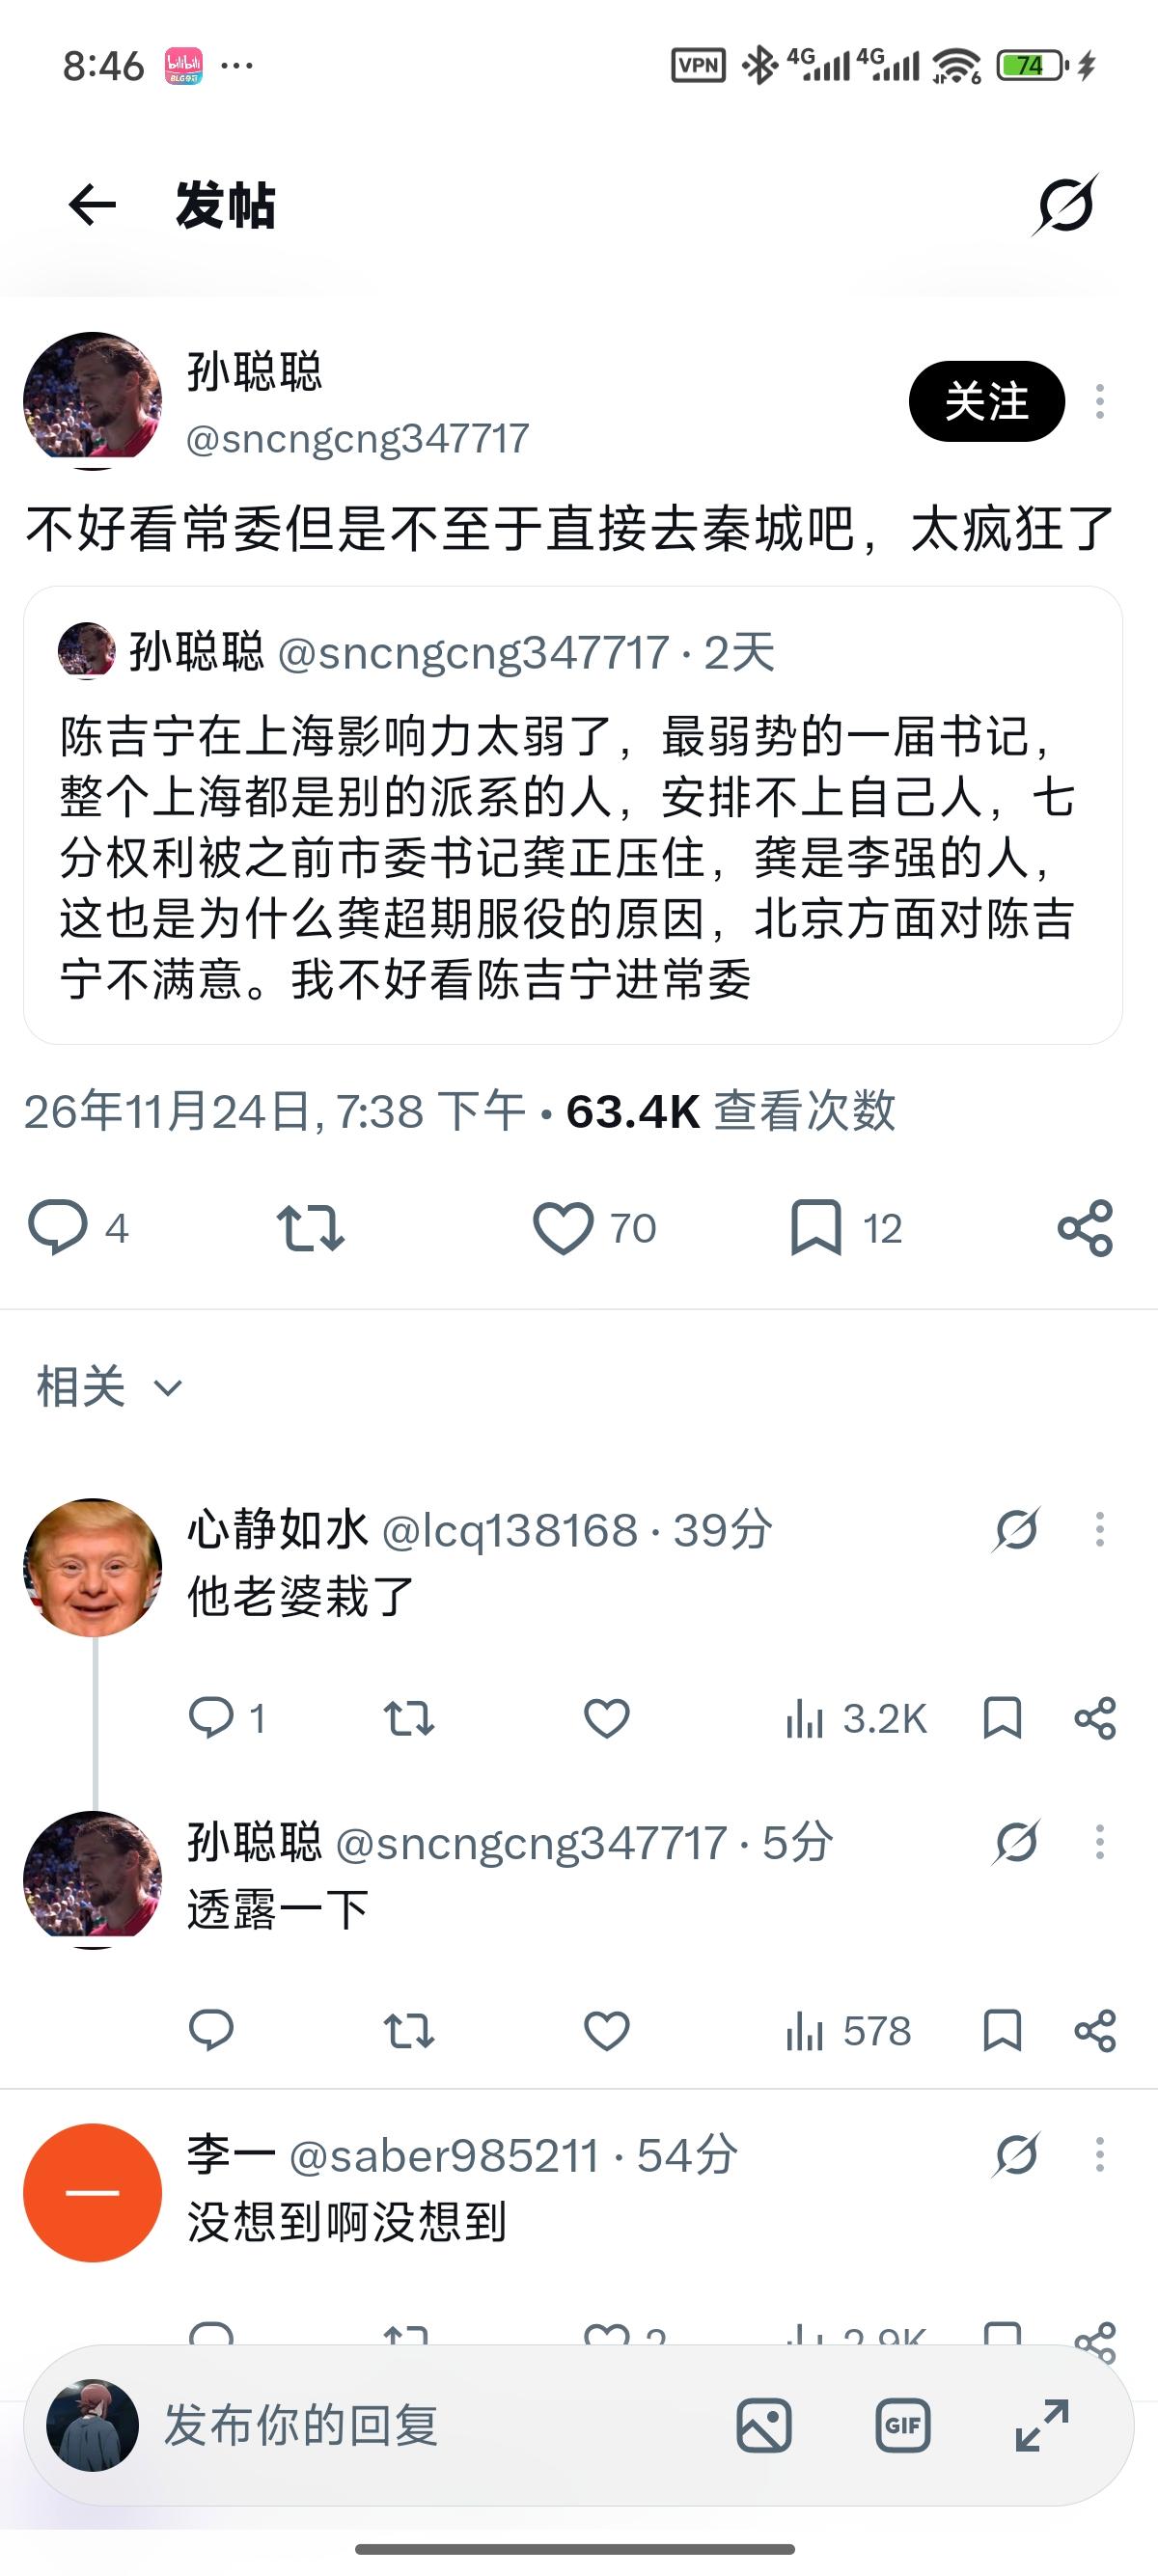 8:46 bilibili ···
VPN 4G 4G 6 74
发帖
孙聪聪
@sncngcng347717
关注
不好看常委但是不至于直接去秦城吧，太疯狂了
孙聪聪 @sncngcng347717 · 2天
陈吉宁在上海影响力太弱了，最弱势的一届书记，
整个上海都是别的派系的人，安排不上自己人，七
分权利被之前市委书记龚正压住，龚是李强的人，
这也是为什么龚超期服役的原因，北京方面对陈吉
宁不满意。我不好看陈吉宁进常委
26年11月24日, 7:38 下午 • 63.4K 查看次数
4 70 12
相关
心静如水 @lcq138168 · 39分
他老婆栽了
1 3.2K
孙聪聪 @sncngcng347717 · 5分
透露一下
578
李一 @saber985211 · 54分
没想到啊没想到
2 2.9K
发布你的回复 GIF